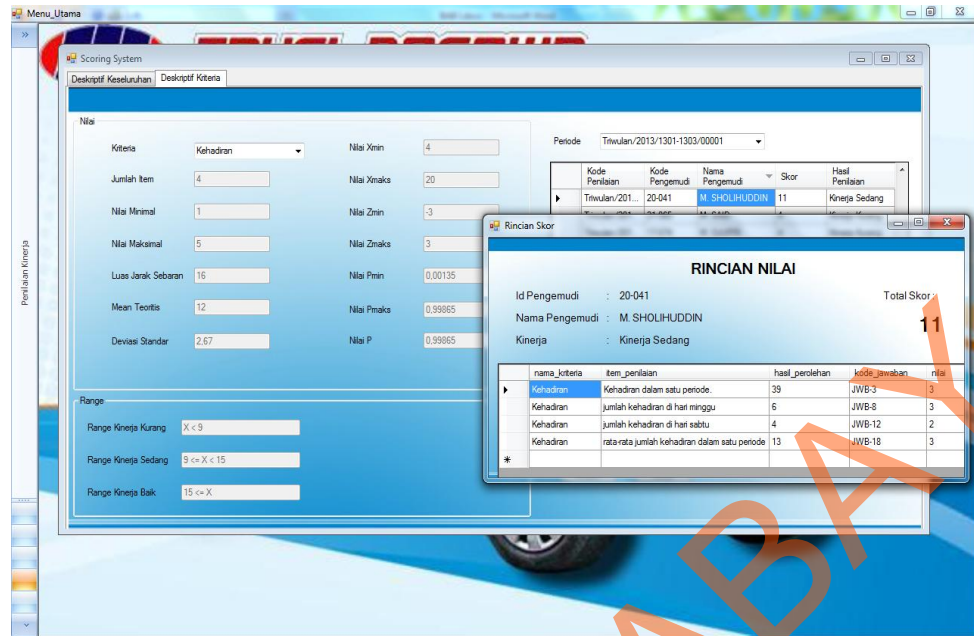 Menu_Utama
Scoring System
Deskriptif Keseluruhan Deskriptif Kriteria
Penilaian Kinerja
Nilai
Kriteria Kehadiran Nilai Xmin 4
Jumlah Item 4 Nilai Xmaks 20
Nilai Minimal 1 Nilai Zmin -3
Nilai Maksimal 5 Nilai Zmaks 3
Luas Jarak Sebaran 16 Nilai Pmin 0,00135
Mean Teoritis 12 Nilai Pmaks 0,99865
Deviasi Standar 2,67 Nilai P 0,99865
Range
Range Kinerja Kurang X < 9
Range Kinerja Sedang 9 <= X < 15
Range Kinerja Baik 15 <= X
Periode Triwulan/2013/1301-1303/00001
Kode Penilaian Kode Pengemudi Nama Pengemudi Skor Hasil Penilaian
Triwulan/201... 20-041 M. SHOLIHUDDIN 11 Kinerja Sedang
Rincian Skor
RINCIAN NILAI
Id Pengemudi : 20-041 Total Skor :
Nama Pengemudi : M. SHOLIHUDDIN 11
Kinerja : Kinerja Sedang
nama_kriteria item_penilaian hasil_perolehan kode_jawaban nilai
Kehadiran Kehadiran dalam satu periode. 39 JWB-3 3
Kehadiran jumlah kehadiran di hari minggu 6 JWB-8 3
Kehadiran jumlah kehadiran di hari sabtu 4 JWB-12 2
Kehadiran rata-rata jumlah kehadiran dalam satu periode 13 JWB-18 3
ABAY